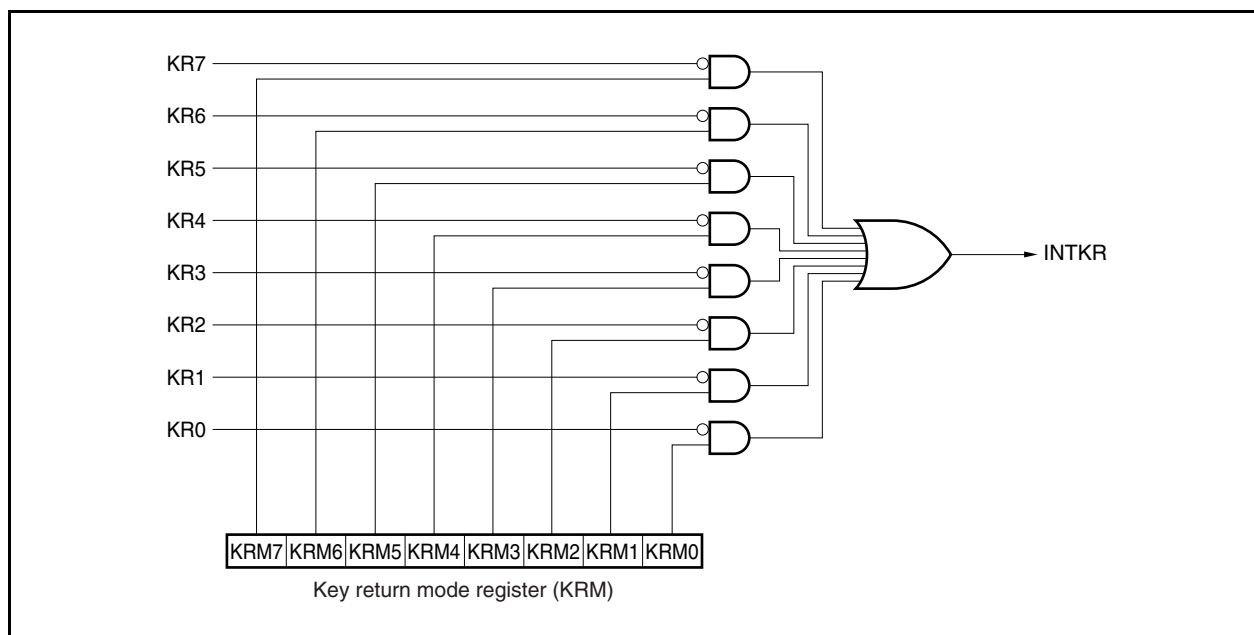 KR7
KR6
KR5
KR4
KR3
KR2
KR1
KR0
INTKR
KRM7 KRM6 KRM5 KRM4 KRM3 KRM2 KRM1 KRM0
Key return mode register (KRM)